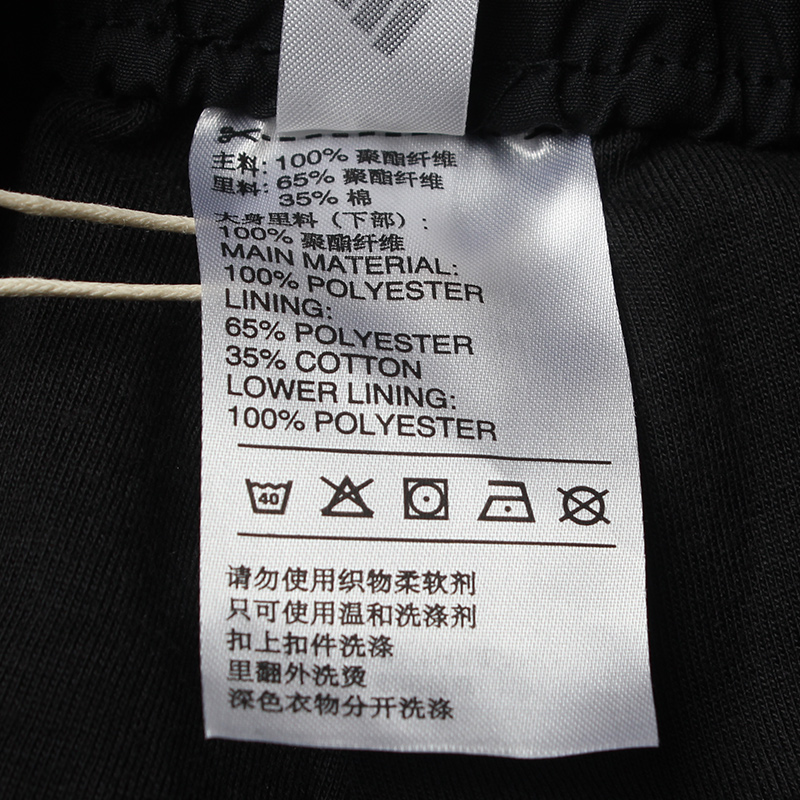 主料: 100% 聚酯纤维
里料: 65% 聚酯纤维
35% 棉
大身里料（下部）:
100% 聚酯纤维
MAIN MATERIAL:
100% POLYESTER
LINING:
65% POLYESTER
35% COTTON
LOWER LINING:
100% POLYESTER
40
请勿使用织物柔软剂
只可使用温和洗涤剂
扣上扣件洗涤
里翻外洗烫
深色衣物分开洗涤